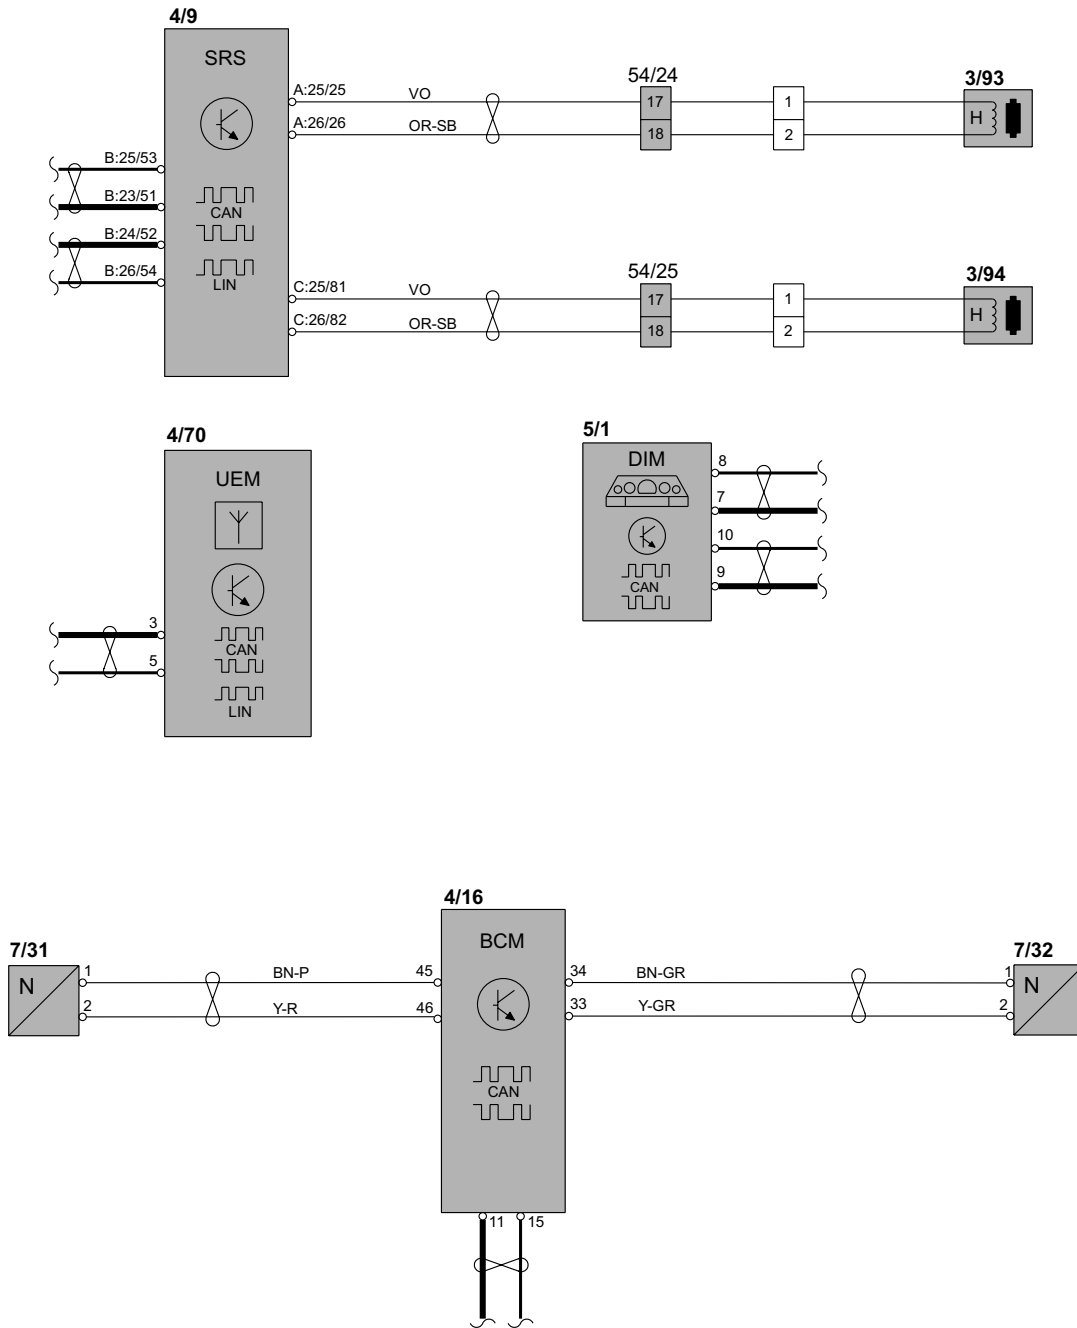 4/9
SRS
A:25/25 VO
A:26/26 OR-SB
54/24
17
18
1
2
3/93
H
B:25/53
B:23/51
B:24/52
B:26/54
CAN
LIN
C:25/81 VO
C:26/82 OR-SB
54/25
17
18
1
2
3/94
H
4/70
UEM
3
5
CAN
LIN
5/1
DIM
8
7
10
9
CAN
4/16
BCM
7/31
N
1 BN-P 45
2 Y-R 46
34 BN-GR 1
33 Y-GR 2
7/32
N
CAN
11 15